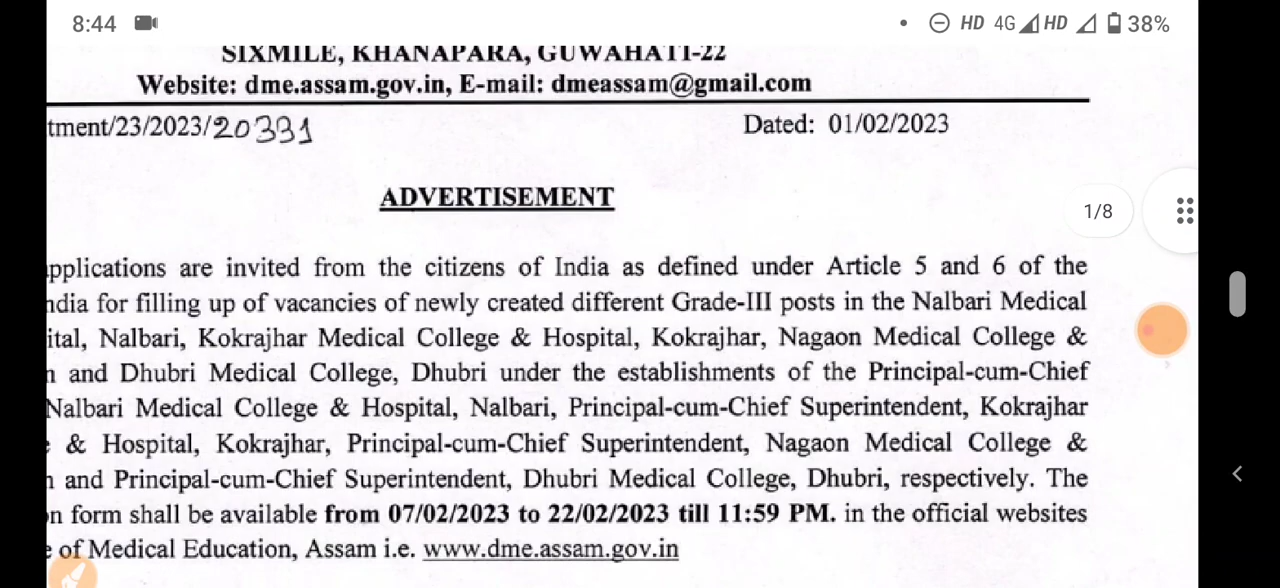 8:44
HD 4G HD 38%
SIXMILE, KHANAPARA, GUWAHATI-22
Website: dme.assam.gov.in, E-mail: dmeassam@gmail.com
tment/23/2023/20331 Dated: 01/02/2023
ADVERTISEMENT
1/8
applications are invited from the citizens of India as defined under Article 5 and 6 of the
ndia for filling up of vacancies of newly created different Grade-III posts in the Nalbari Medical
ital, Nalbari, Kokrajhar Medical College & Hospital, Kokrajhar, Nagaon Medical College &
n and Dhubri Medical College, Dhubri under the establishments of the Principal-cum-Chief
Nalbari Medical College & Hospital, Nalbari, Principal-cum-Chief Superintendent, Kokrajhar
& Hospital, Kokrajhar, Principal-cum-Chief Superintendent, Nagaon Medical College &
n and Principal-cum-Chief Superintendent, Dhubri Medical College, Dhubri, respectively. The
on form shall be available from 07/02/2023 to 22/02/2023 till 11:59 PM. in the official websites
e of Medical Education, Assam i.e. www.dme.assam.gov.in